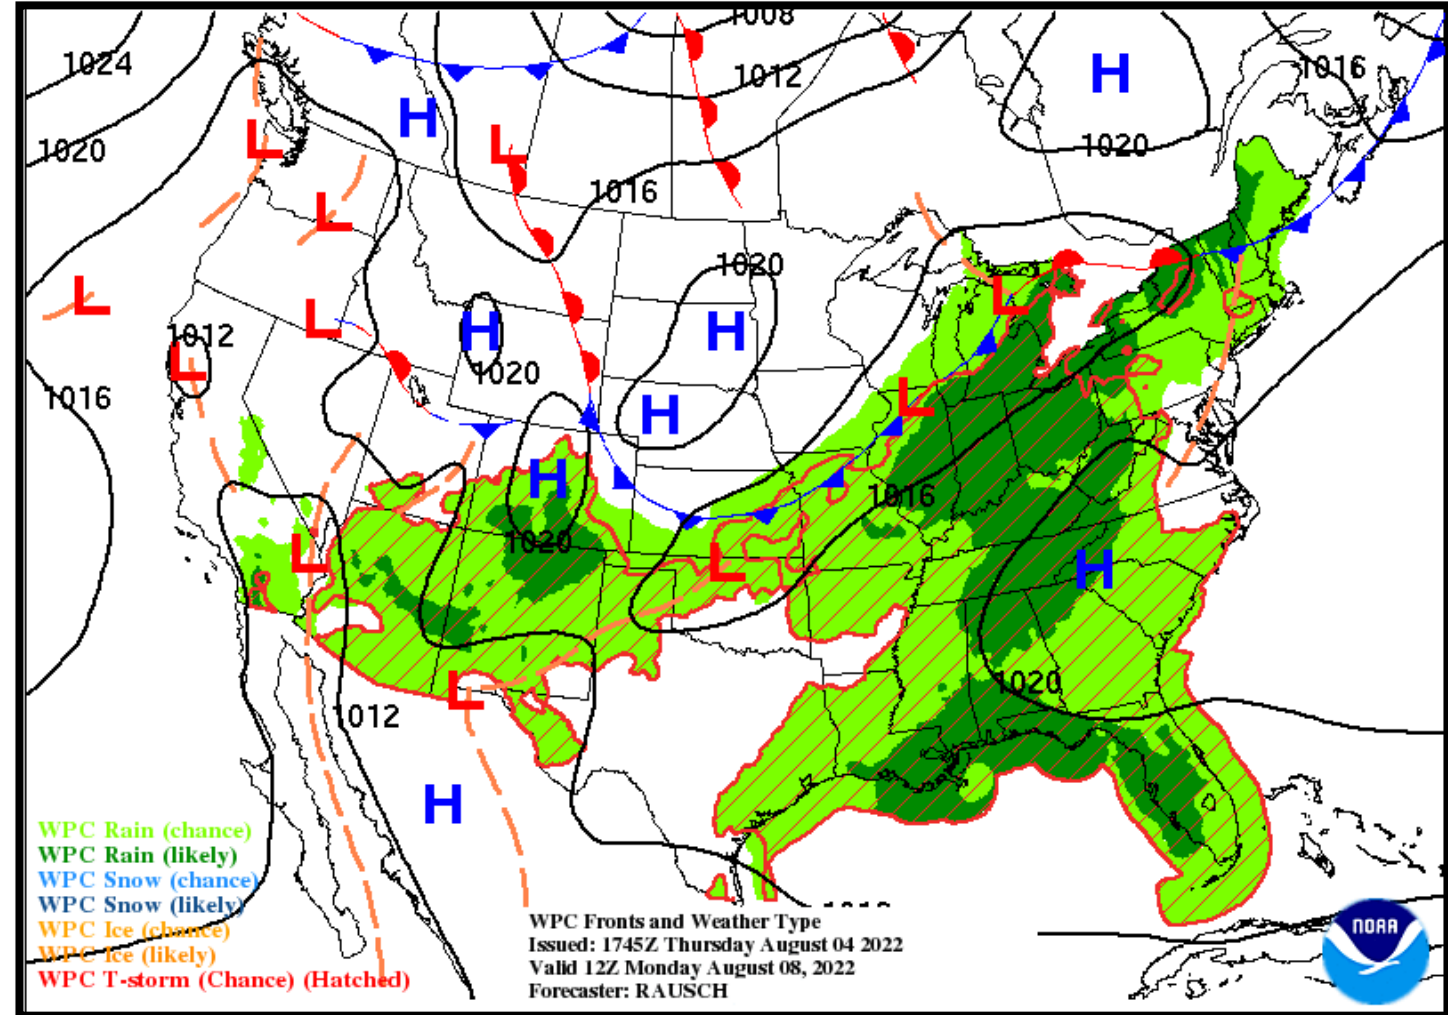 1008
1024
1012
1016
1020
1020
1016
1020
1012
1020
1016
1016
1020
1020
1012
H
H
H
H
H
H
H
H
L
L
L
L
L
L
L
L
L
L
L
WPC Rain (chance)
WPC Rain (likely)
WPC Snow (chance)
WPC Snow (likely)
WPC Ice (chance)
WPC Ice (likely)
WPC T-storm (Chance) (Hatched)
WPC Fronts and Weather Type
Issued: 1745Z Thursday August 04 2022
Valid 12Z Monday August 08, 2022
Forecaster: RAUSCH
NOAA